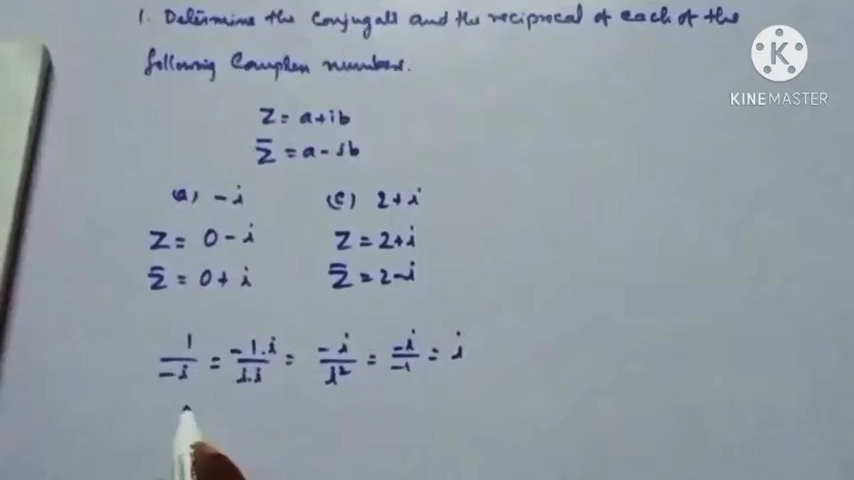 1. Determine the Conjugate and the reciprocal of each of the
following Complex numbers.
KINEMASTER
Z = a+ib
Z̄ = a-ib
(a) -i
(c) 2+i
Z = 0-i
Z = 2+i
Z̄ = 0+i
Z̄ = 2-i
1/-i = -1.i/i.i = -i/i² = -i/-1 = i